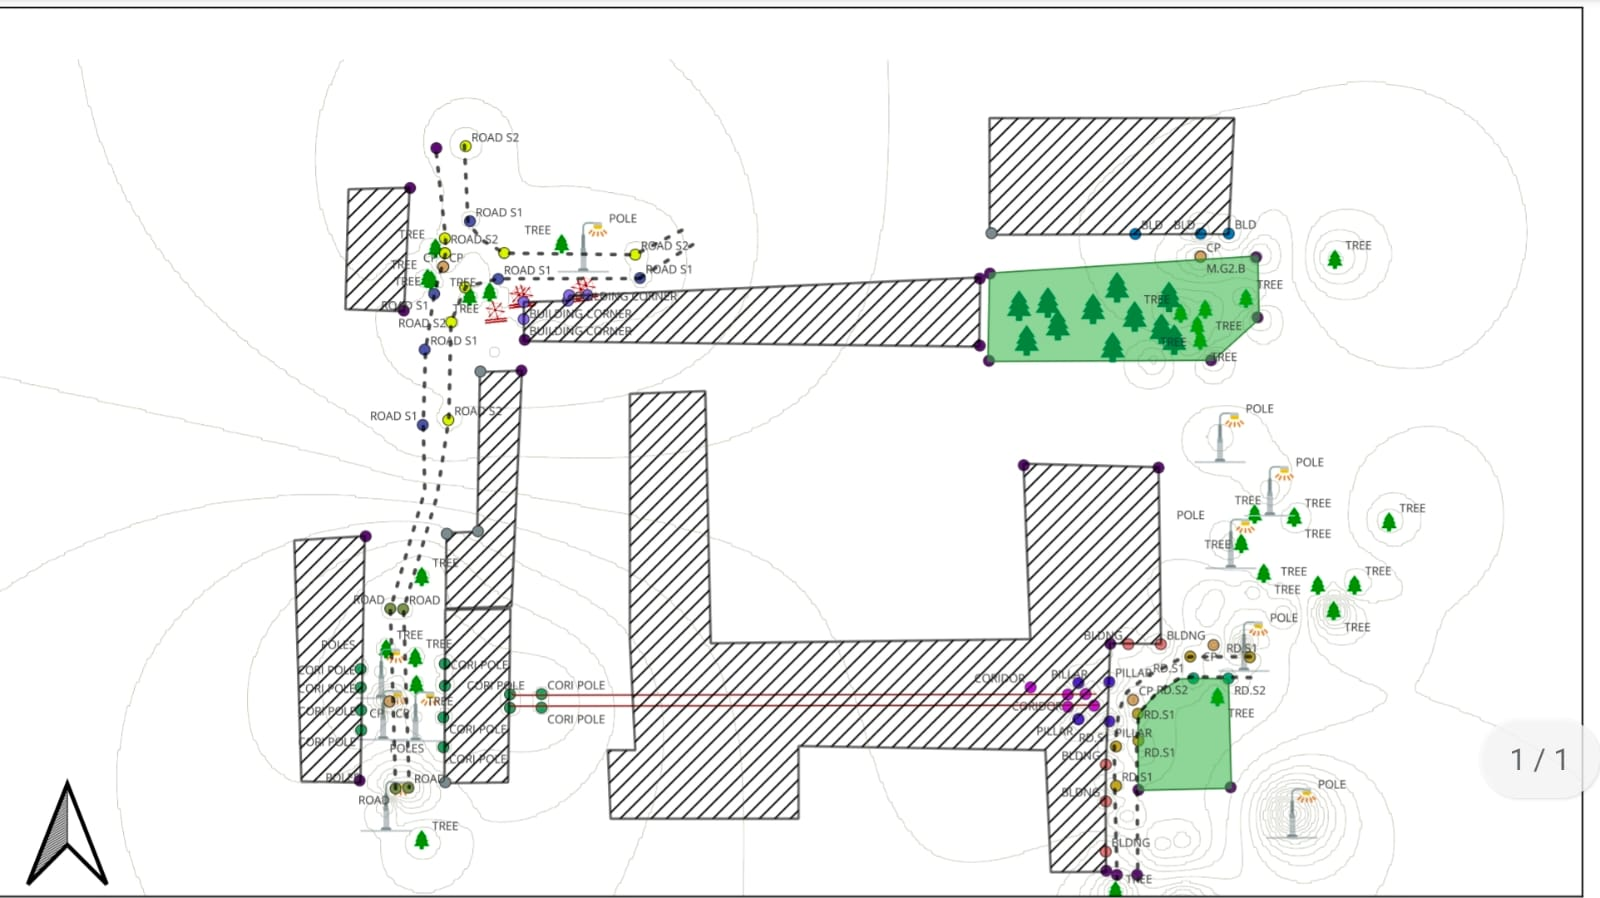 ROAD S2
ROAD S1
TREE
POLE
TREE
ROAD S2
ROAD S2
CP
CP
TREE
ROAD S1
ROAD S1
TREE
TREE
BUILDING CORNER
ROAD S1
TREE
BUILDING CORNER
ROAD S2
BUILDING CORNER
ROAD S1
ROAD S1
ROAD S2
BLD
BLD
BLD
CP
M.G2.B
TREE
TREE
TREE
TREE
TREE
TREE
POLE
POLE
TREE
TREE
TREE
POLE
TREE
TREE
TREE
TREE
TREE
TREE
POLE
TREE
ROAD
ROAD
TREE
POLES
TREE
CORI POLE
CORI POLE
CORI POLE
CORI POLE
CORI POLE
TREE
CORI POLE
CP
CP
CORI POLE
CORI POLE
CORI POLE
POLES
CORI POLE
POLES
ROAD
ROAD
TREE
BLDNG
BLDNG
RD.S1
CP
CORIDOR
PILLAR
PILLAR
RD.S1
CORIDOR
CP
RD.S2
RD.S2
RD.S1
TREE
PILLAR
RD.S
PILLAR
BLDNG
RD.S1
RD.S1
POLE
BLDNG
BLDNG
TREE
1 / 1